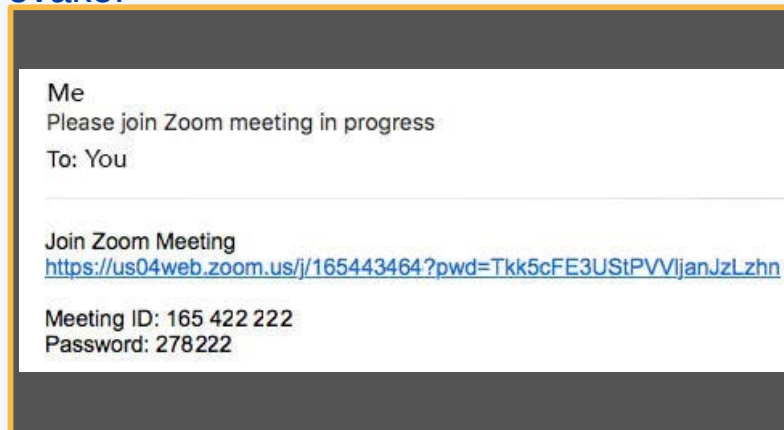 Me
Please join Zoom meeting in progress
To: You
Join Zoom Meeting
https://us04web.zoom.us/j/165443464?pwd=Tkk5cFE3UStPVVljanJzLzhn
Meeting ID: 165 422 222
Password: 278222